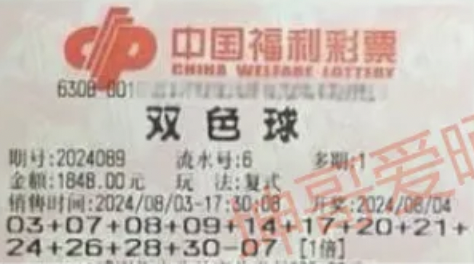 中国福利彩票
CHINA WELFARE LOTTERY
6308-001
双色球
期号:2024089 流水号:6 多期:1
金额:1848.00元 玩 法:复式
销售时间:2024/08/03-17:30:08 开奖:2024/08/04
03+07+08+09+14+17+20+21+
24+26+28+30-07 [1倍]
坤哥爱晒